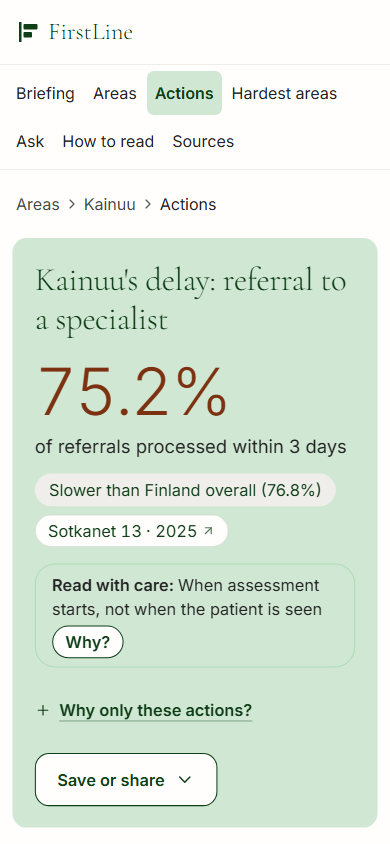 FirstLine
Briefing Areas Actions Hardest areas
Ask How to read Sources
Areas > Kainuu > Actions
Kainuu's delay: referral to
a specialist
75.2%
of referrals processed within 3 days
Slower than Finland overall (76.8%)
Sotkanet 13 · 2025 ↗
Read with care: When assessment
starts, not when the patient is seen
Why?
+ Why only these actions?
Save or share